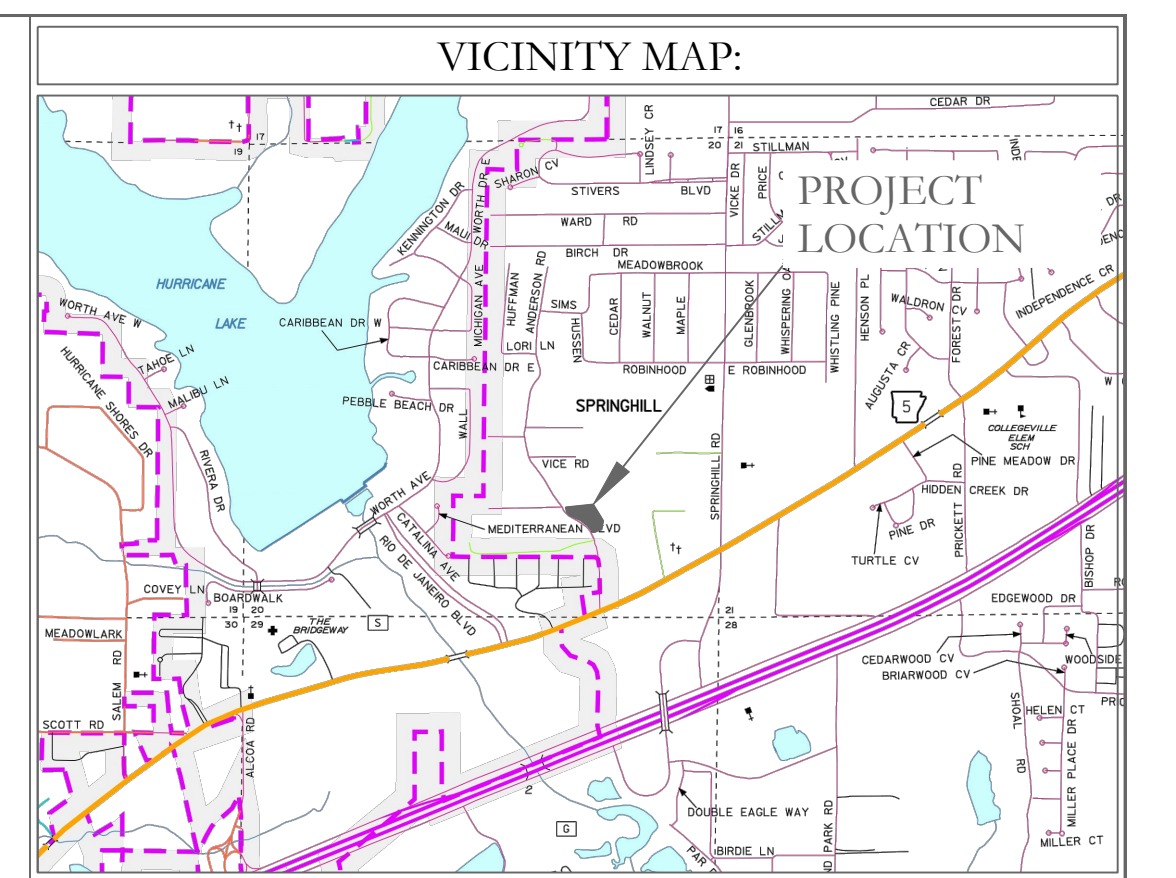 VICINITY MAP:
CEDAR DR
17
19
17 16
20 21
LINDSEY CR
STILLMAN
SHARON CV
WORTH DR E
KENNINGTON DR
STIVERS BLVD
VICKE DR
PRICE
PROJECT
LOCATION
MAUI DR
WARD RD
BIRCH DR
MEADOWBROOK
HURRICANE
LAKE
WORTH AVE W
CARIBBEAN DR W
MICHIGAN AVE
HUFFMAN
ANDERSON RD
SIMS
HUSSEN
CEDAR
WALNUT
MAPLE
GLENBROOK
WHISPERING
WHISTLING PINE
HENSON PL
WALDRON CV
FOREST DR
INDEPENDENCE CR
TAHOE LN
MALIBU LN
HURRICANE SHORES DR
LORI LN
CARIBBEAN DR E
ROBINHOOD
E ROBINHOOD
AUGUSTA CR
5
PEBBLE BEACH DR
WALL
SPRINGHILL
COLLEGEVILLE
ELEM
SCH
RIVERA DR
VICE RD
SPRINGHILL RD
PINE MEADOW DR
WORTH AVE
HIDDEN CREEK DR
PRICKETT RD
MEDITERRANEAN BLVD
CATALINA AVE
RIO DE JANEIRO BLVD
PINE DR
TURTLE CV
BISHOP DR
COVEY LN
BOARDWALK
EDGEWOOD DR
19 20
30 29
21
28
THE
BRIDGEWAY
S
MEADOWLARK
SALEM RD
CEDARWOOD CV
WOODSIDE
BRIARWOOD CV
SCOTT RD
ALCOA RD
SHOAL RD
HELEN CT
MILLER PLACE DR
2
G
DOUBLE EAGLE WAY
PARK RD
BIRDIE LN
MILLER CT